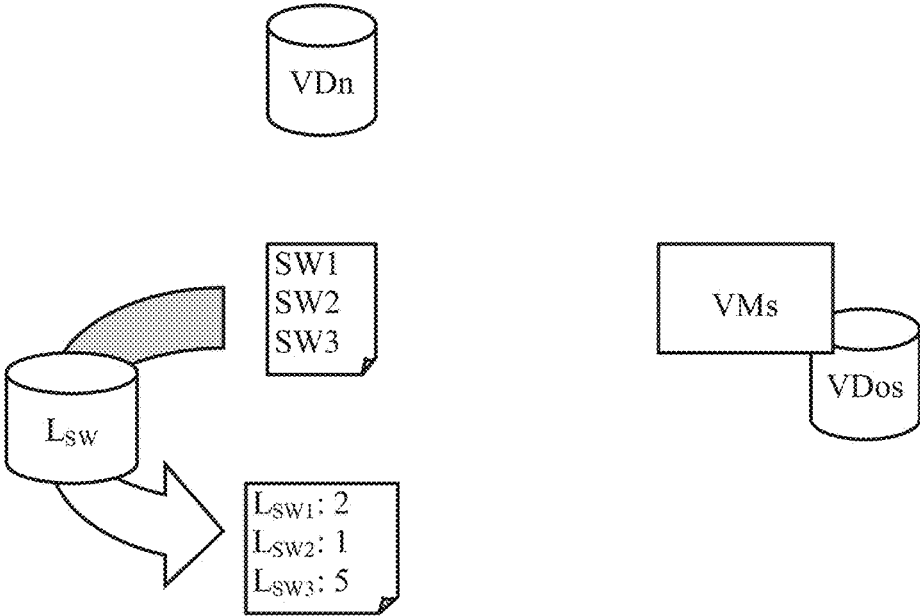 VDn
SW1
SW2
SW3
VMs
VDos
LSW
LSW1: 2
LSW2: 1
LSW3: 5